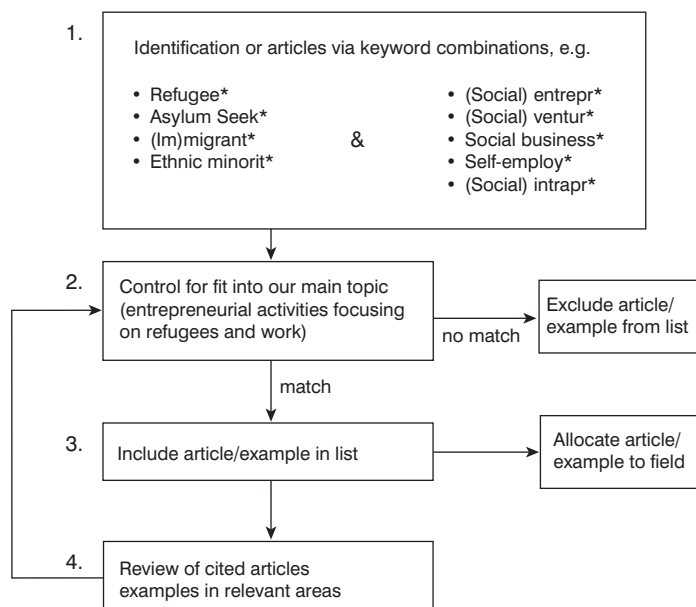 1.
Identification or articles via keyword combinations, e.g.
• Refugee*
• Asylum Seek*
• (Im)migrant*
• Ethnic minorit*
&
• (Social) entrepr*
• (Social) ventur*
• Social business*
• Self-employ*
• (Social) intrapr*
2.
Control for fit into our main topic
(entrepreneurial activities focusing
on refugees and work)
no match
Exclude article/
example from list
match
3.
Include article/example in list
Allocate article/
example to field
4.
Review of cited articles
examples in relevant areas